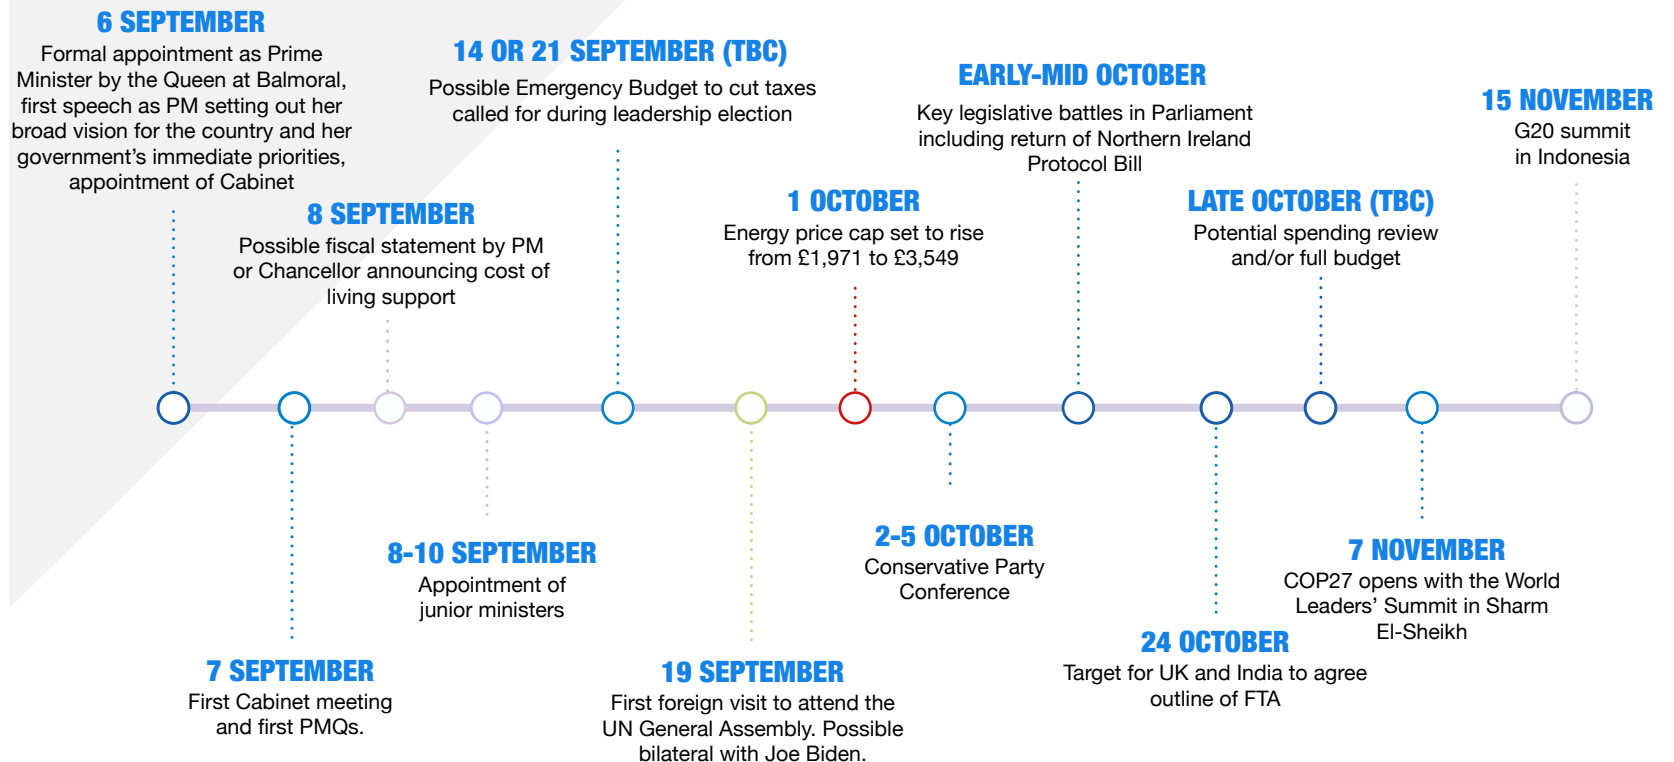 6 SEPTEMBER
Formal appointment as Prime
Minister by the Queen at Balmoral,
first speech as PM setting out her
broad vision for the country and her
government’s immediate priorities,
appointment of Cabinet
7 SEPTEMBER
First Cabinet meeting
and first PMQs.
8 SEPTEMBER
Possible fiscal statement by PM
or Chancellor announcing cost of
living support
8-10 SEPTEMBER
Appointment of
junior ministers
14 OR 21 SEPTEMBER (TBC)
Possible Emergency Budget to cut taxes
called for during leadership election
19 SEPTEMBER
First foreign visit to attend the
UN General Assembly. Possible
bilateral with Joe Biden.
1 OCTOBER
Energy price cap set to rise
from £1,971 to £3,549
2-5 OCTOBER
Conservative Party
Conference
EARLY-MID OCTOBER
Key legislative battles in Parliament
including return of Northern Ireland
Protocol Bill
24 OCTOBER
Target for UK and India to agree
outline of FTA
LATE OCTOBER (TBC)
Potential spending review
and/or full budget
7 NOVEMBER
COP27 opens with the World
Leaders’ Summit in Sharm
El-Sheikh
15 NOVEMBER
G20 summit
in Indonesia